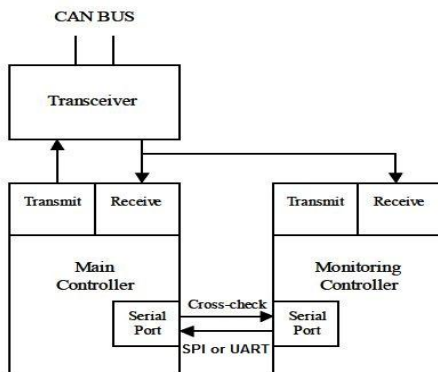 CAN BUS
Transceiver
Transmit
Receive
Transmit
Receive
Main
Controller
Monitoring
Controller
Cross-check
Serial
Port
Serial
Port
SPI or UART